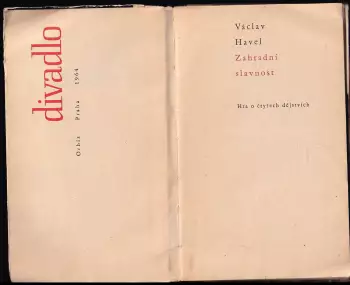 divadlo
Orbis Praha 1964
Václav
Havel
Zahradní
slavnost
Hra o čtyřech dějstvích